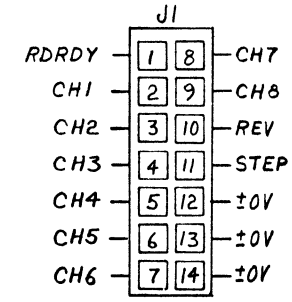 J1
RDRDY 1 8 CH7
CH1 2 9 CH8
CH2 3 10 REV
CH3 4 11 STEP
CH4 5 12 ±0V
CH5 6 13 ±0V
CH6 7 14 ±0V